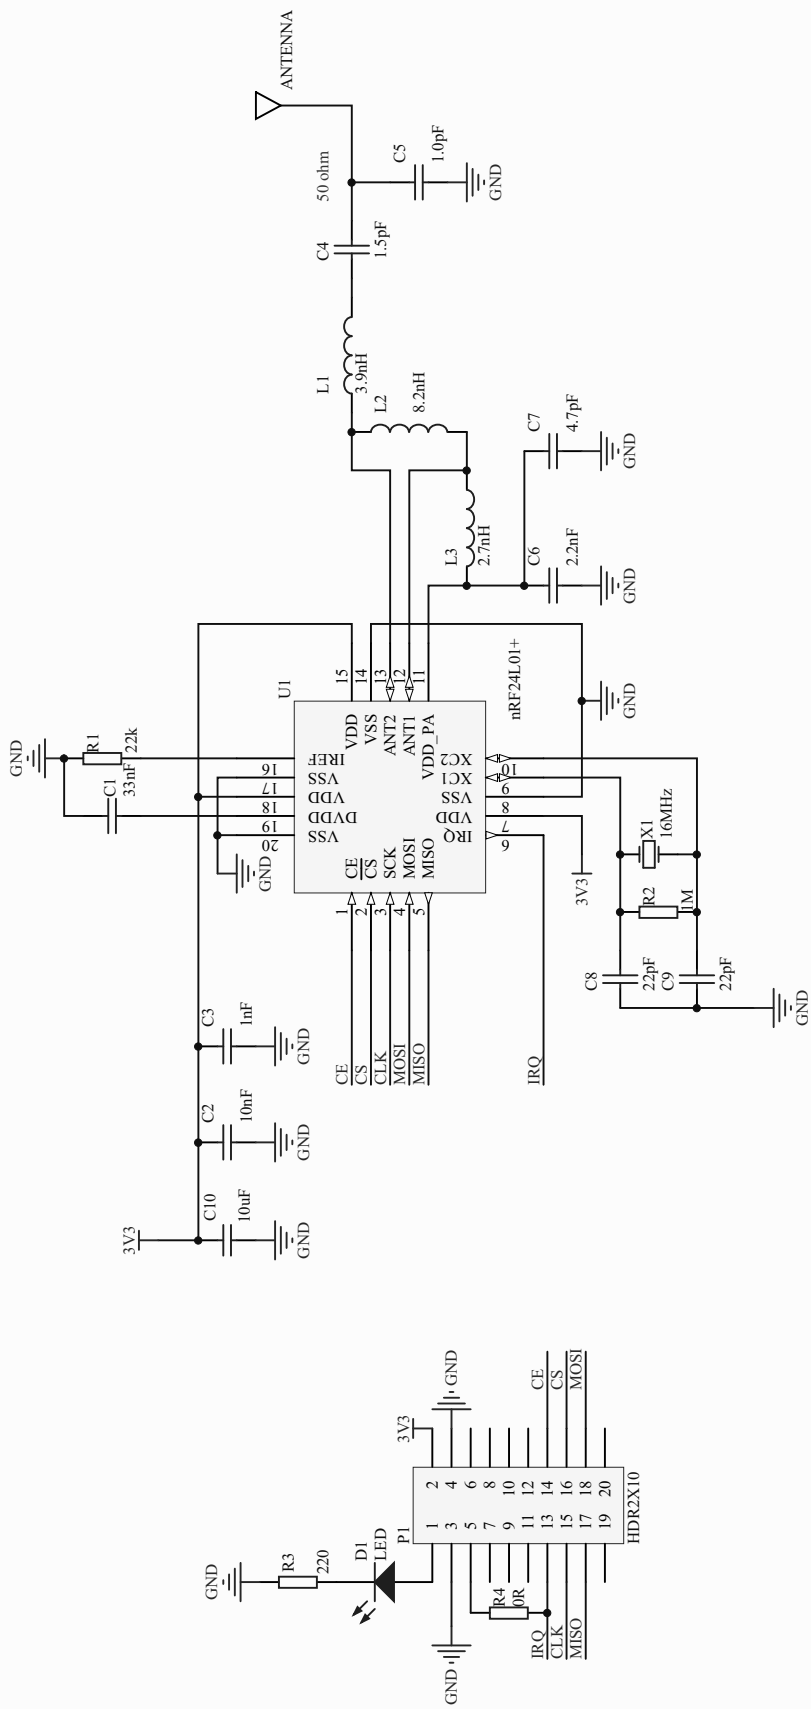 ANTENNA
50 ohm
C5
1.0pF
GND
C4
1.5pF
L1
3.9nH
L2
8.2nH
C7
4.7pF
GND
L3
2.7nH
C6
2.2nF
GND
U1
nRF24L01+
15
14
13
12
11
VDD
VSS
ANT2
ANT1
VDD_PA
GND
R1
22k
C1
33nF
IREF
16
VSS
17
VDD
18
DVDD
19
VSS
20
GND
XC2
10
XC1
9
VSS
8
VDD
7
IRQ
6
GND
3V3
CE
CS
SCK
MOSI
MISO
1
2
3
4
5
X1
16MHz
R2
1M
C8
22pF
C9
22pF
GND
CE
CS
CLK
MOSI
MISO
IRQ
C3
1nF
GND
C2
10nF
GND
C10
10uF
GND
3V3
GND
R3
220
D1
LED
P1
HDR2X10
3V3
GND
1
2
3
4
5
6
7
8
9
10
11
12
13
14
15
16
17
18
19
20
CE
CS
MOSI
R4
0R
IRQ
CLK
MISO
GND